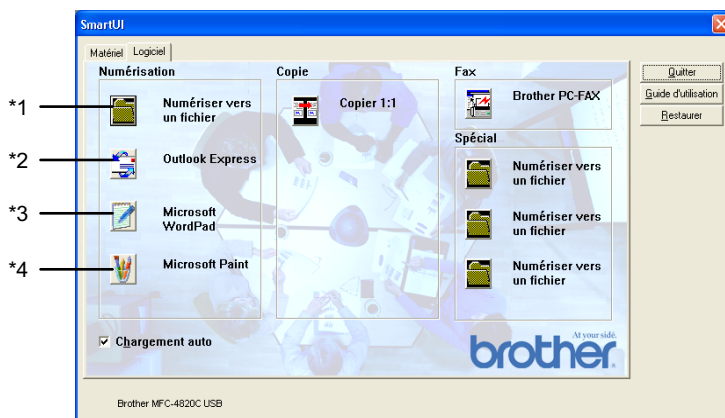 SmartUI
Matériel
Logiciel
Numérisation
*1
Numériser vers
un fichier
*2
Outlook Express
*3
Microsoft
WordPad
*4
Microsoft Paint
Chargement auto
Copie
Copier 1:1
Fax
Brother PC-FAX
Spécial
Numériser vers
un fichier
Numériser vers
un fichier
Numériser vers
un fichier
Quitter
Guide d'utilisation
Restaurer
At your side.
brother
Brother MFC-4820C USB